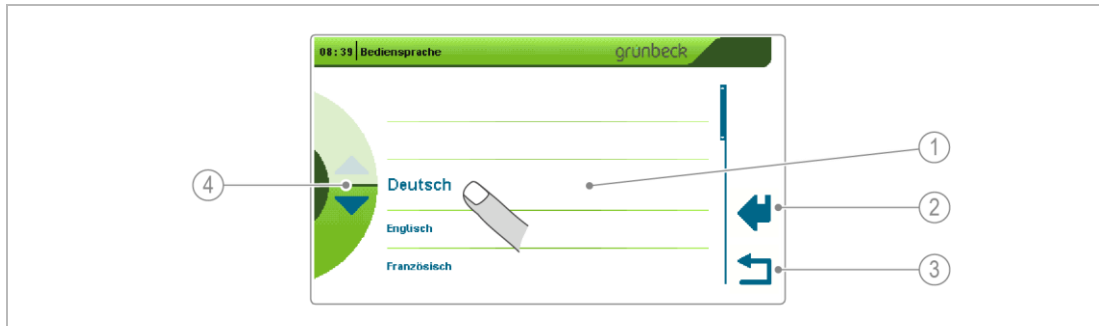 08:39 Bediensprache grünbeck
Deutsch
Englisch
Französisch
1
2
3
4